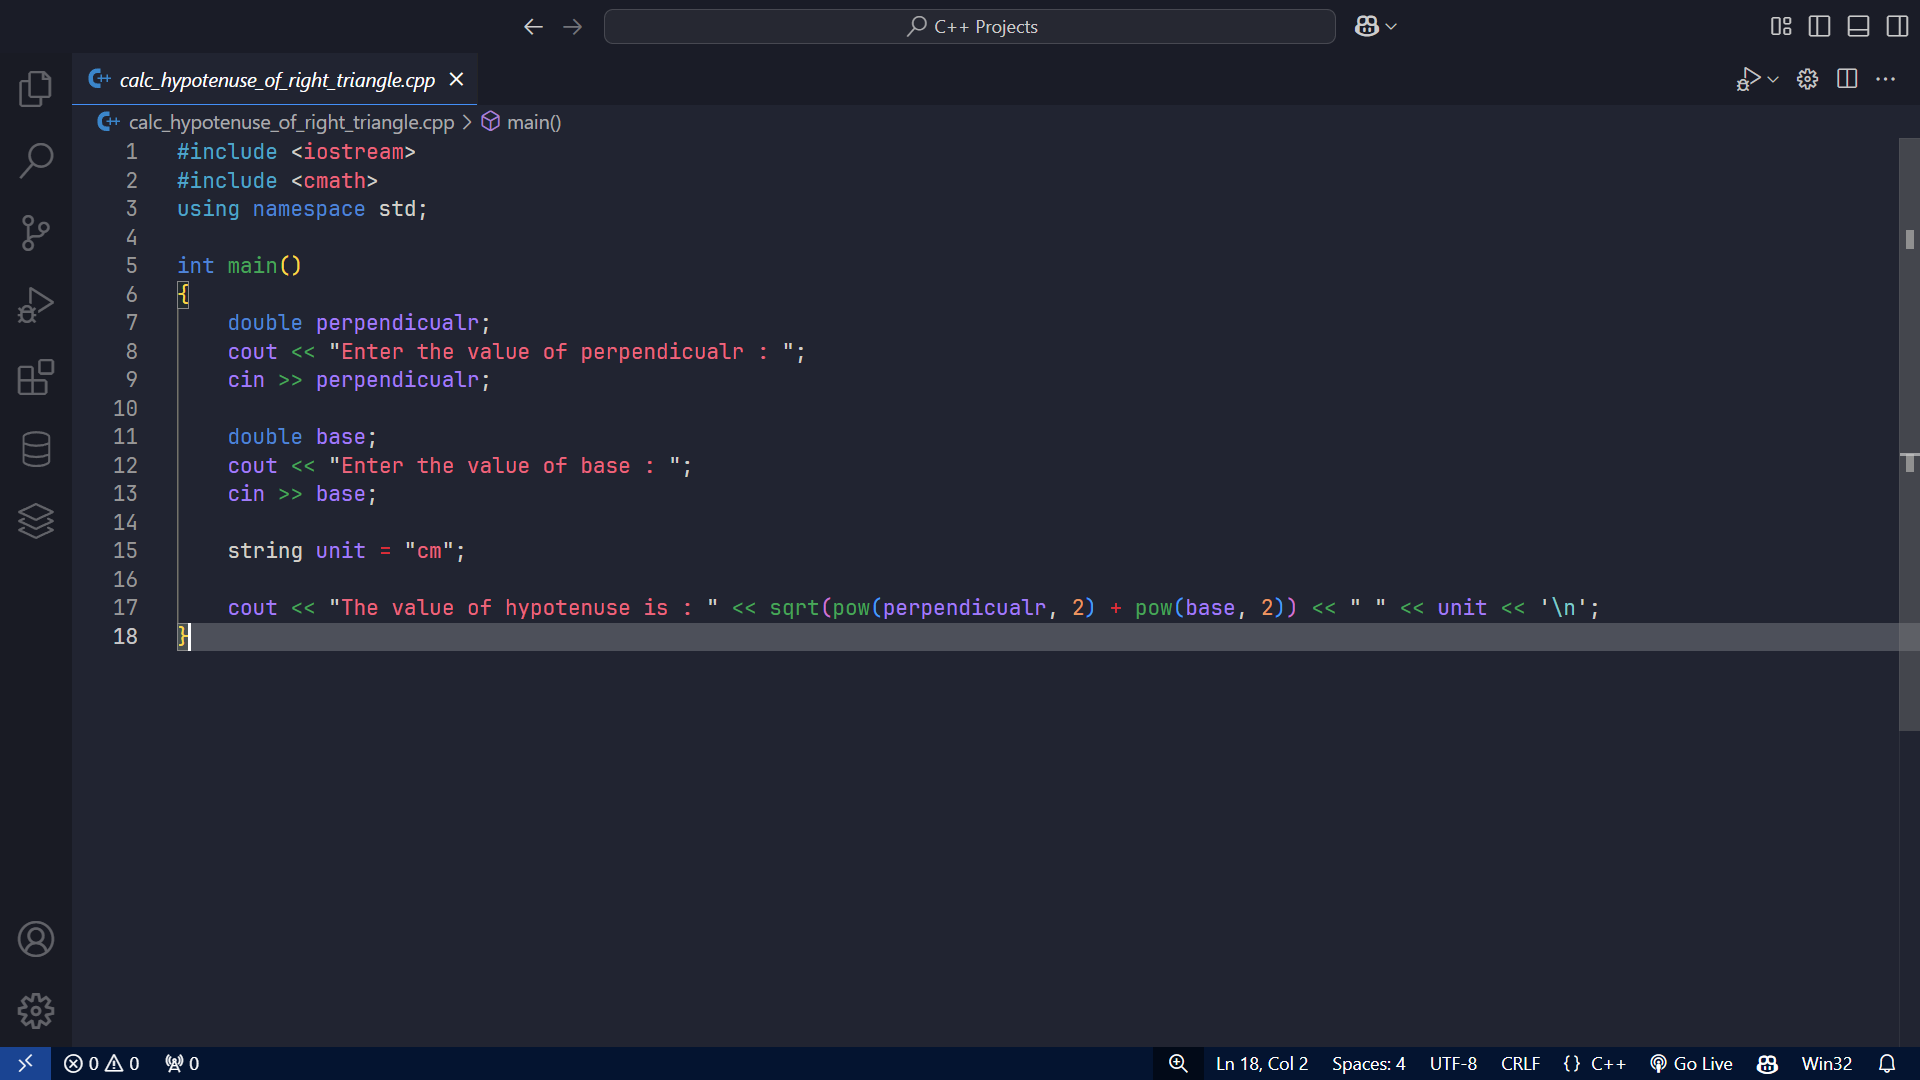 C++ Projects
calc_hypotenuse_of_right_triangle.cpp
calc_hypotenuse_of_right_triangle.cpp > main()
1 #include <iostream>
2 #include <cmath>
3 using namespace std;
4
5 int main()
6 {
7     double perpendicualr;
8     cout << "Enter the value of perpendicualr : ";
9     cin >> perpendicualr;
10
11     double base;
12     cout << "Enter the value of base : ";
13     cin >> base;
14
15     string unit = "cm";
16
17     cout << "The value of hypotenuse is : " << sqrt(pow(perpendicualr, 2) + pow(base, 2)) << " " << unit << '\n';
18 }
0 0 0 Ln 18, Col 2 Spaces: 4 UTF-8 CRLF {} C++ Go Live Win32